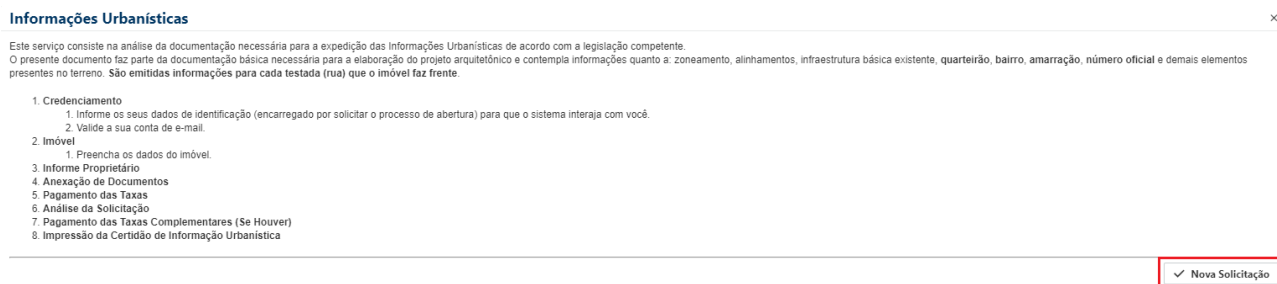 Informações Urbanísticas
Este serviço consiste na análise da documentação necessária para a expedição das Informações Urbanísticas de acordo com a legislação competente.
O presente documento faz parte da documentação básica necessária para a elaboração do projeto arquitetônico e contempla informações quanto a: zoneamento, alinhamentos, infraestrutura básica existente, quarteirão, bairro, amarração, número oficial e demais elementos
presentes no terreno. São emitidas informações para cada testada (rua) que o imóvel faz frente.
1. Credenciamento
1. Informe os seus dados de identificação (encarregado por solicitar o processo de abertura) para que o sistema interaja com você.
2. Valide a sua conta de e-mail.
2. Imóvel
1. Preencha os dados do imóvel.
3. Informe Proprietário
4. Anexação de Documentos
5. Pagamento das Taxas
6. Análise da Solicitação
7. Pagamento das Taxas Complementares (Se Houver)
8. Impressão da Certidão de Informação Urbanística
Nova Solicitação